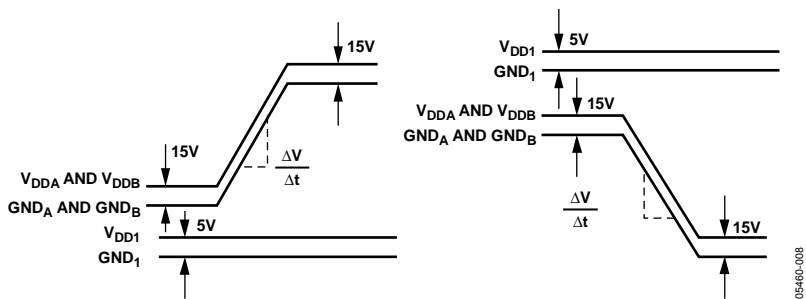 15V
15V
ΔV
Δt
V_DDA AND V_DDB
GND_A AND GND_B
V_DD1
5V
GND_1
V_DD1
5V
GND_1
V_DDA AND V_DDB
15V
GND_A AND GND_B
ΔV
Δt
15V
05460-008